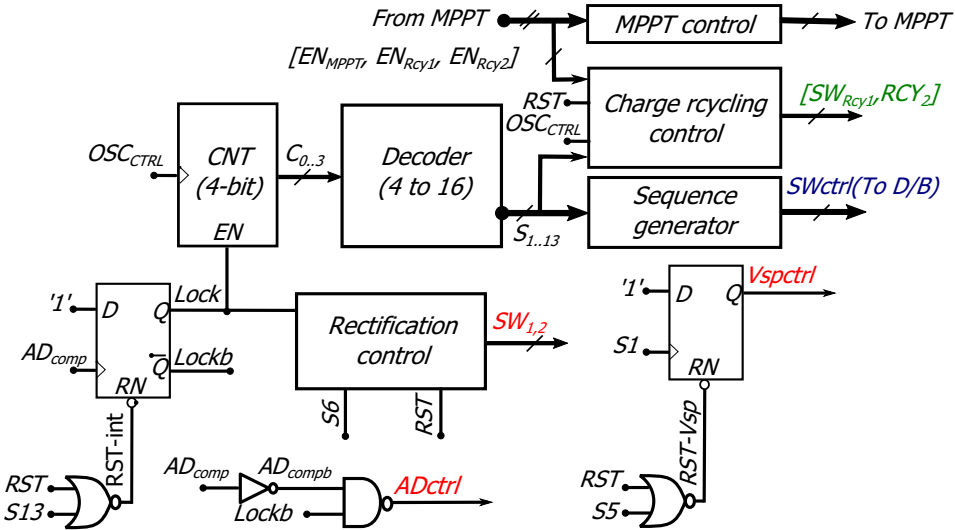 From MPPT
MPPT control
To MPPT
[EN_MPPT, EN_Rcy1, EN_Rcy2]
RST
OSC_CTRL
Charge rcycling
control
[SW_Rcy1,RCY_2]
OSC_CTRL
CNT
(4-bit)
EN
C_0..3
Decoder
(4 to 16)
S_1..13
Sequence
generator
SWctrl(To D/B)
'1'
D
Q
Lock
AD_comp
Q
Lockb
RN
RST-int
RST
S13
Rectification
control
SW_1,2
S6
RST
AD_comp
AD_compb
Lockb
ADctrl
'1'
D
Q
Vspctrl
S1
RN
RST-Vsp
RST
S5